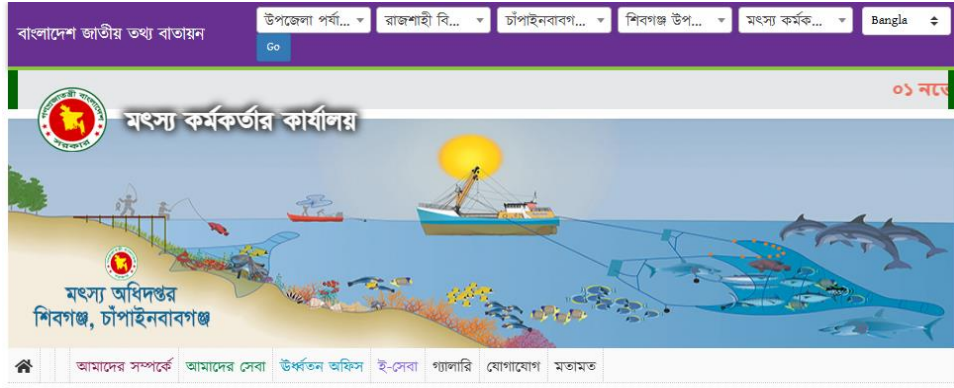 বাংলাদেশ জাতীয় তথ্য বাতায়ন
উপজেলা পর্যা...
রাজশাহী বি...
চাঁপাইনবাবগ...
শিবগঞ্জ উপ...
মৎস্য কর্মক...
Bangla
Go
০১ নভে
মৎস্য কর্মকর্তার কার্যালয়
মৎস্য অধিদপ্তর
শিবগঞ্জ, চাঁপাইনবাবগঞ্জ
আমাদের সম্পর্কে আমাদের সেবা ঊর্ধ্বতন অফিস ই-সেবা গ্যালারি যোগাযোগ মতামত